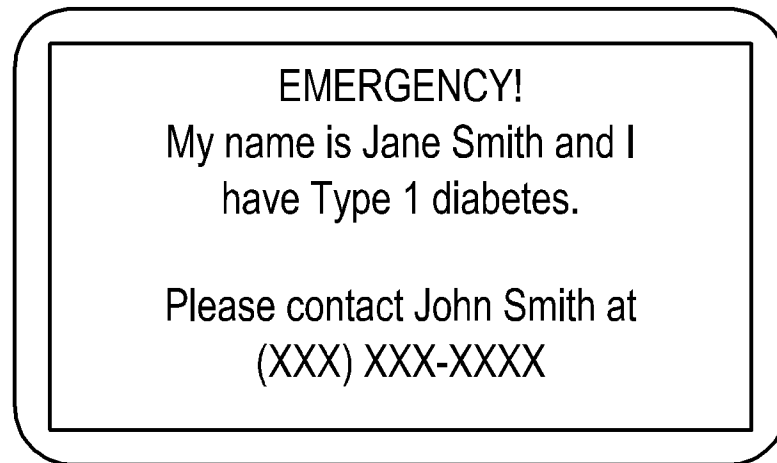 EMERGENCY!
My name is Jane Smith and I
have Type 1 diabetes.
Please contact John Smith at
(XXX) XXX-XXXX